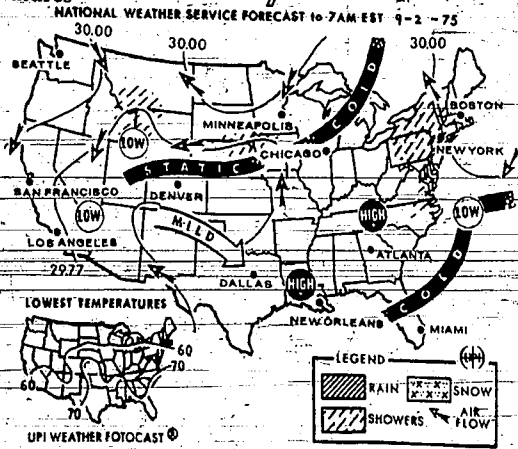 NATIONAL WEATHER SERVICE FORECAST to 7AM EST 9-2-75
30.00
30.00
30.00
SEATTLE
COLD
MINNEAPOLIS
BOSTON
NEW YORK
CHICAGO
LOW
STATIC
SAN FRANCISCO
DENVER
LOW
MILD
HIGH
LOW
LOS ANGELES
ATLANTA
29.77
DALLAS
HIGH
COLD
NEW ORLEANS
MIAMI
LOWEST TEMPERATURES
60
70
60
70
UPI WEATHER FOTOCAST ®
LEGEND
UPI
RAIN
SNOW
SHOWERS
AIR FLOW